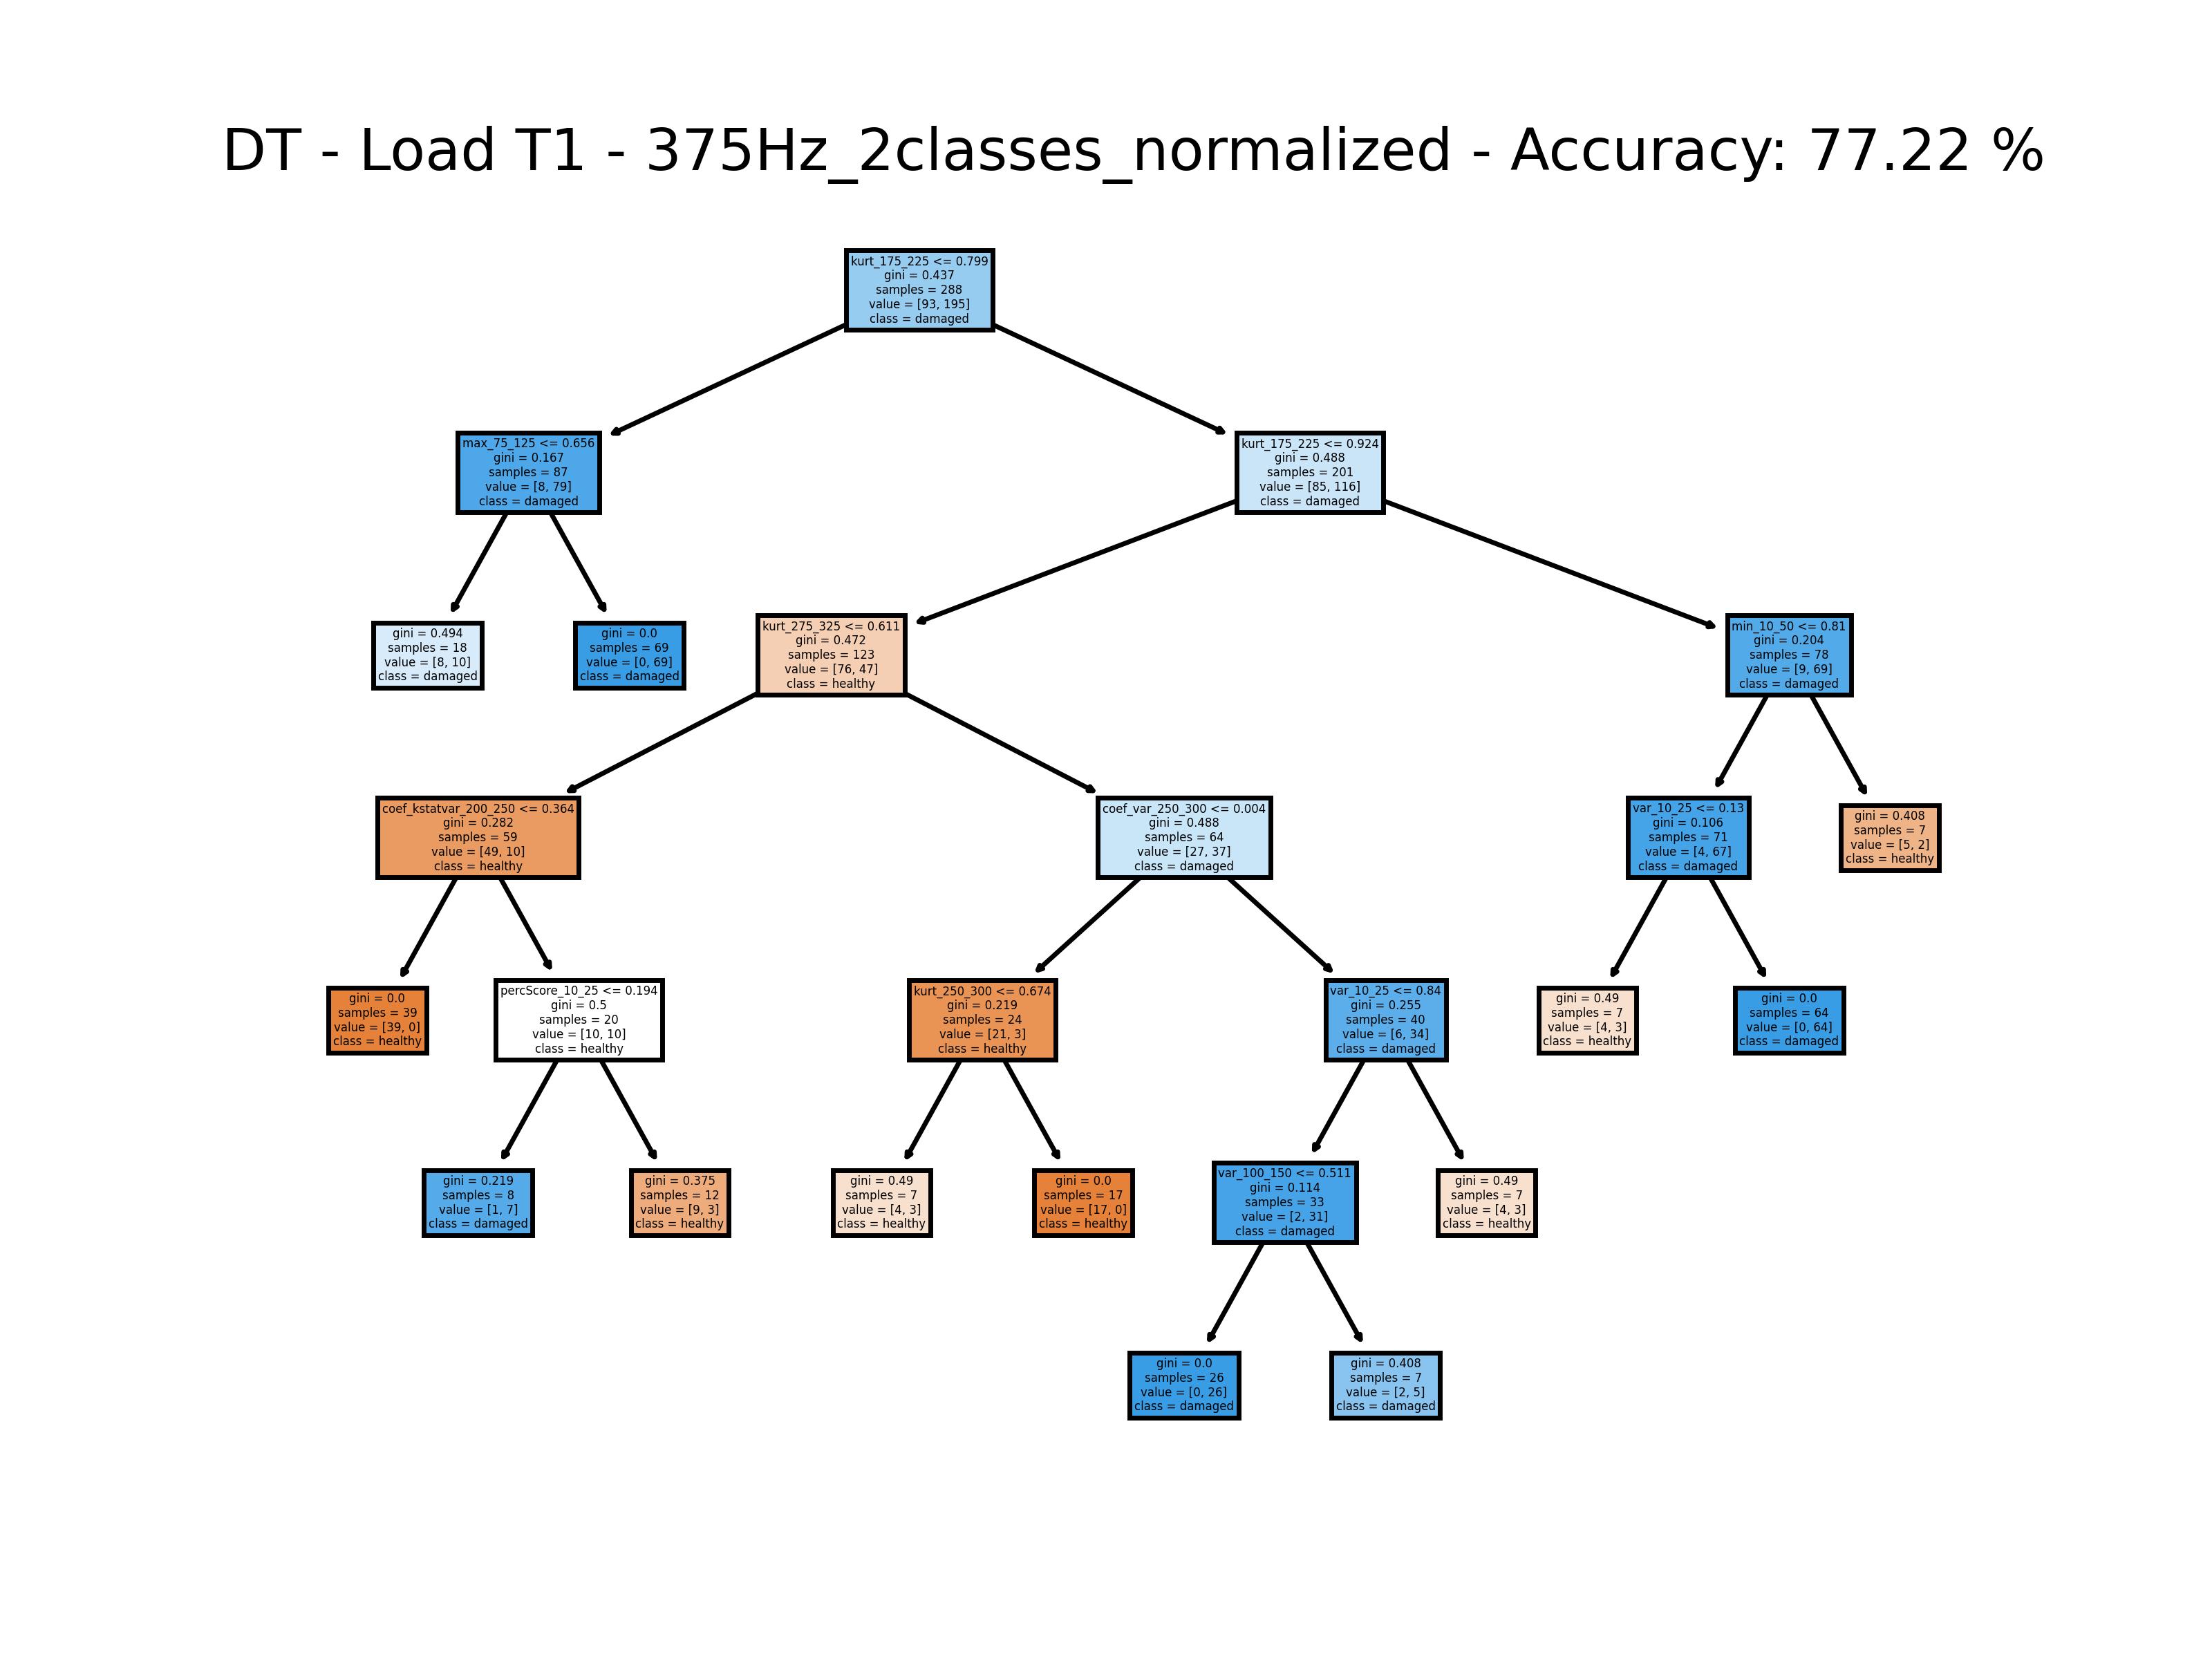 DT - Load T1 - 375Hz_2classes_normalized - Accuracy: 77.22 %
kurt_175_225 <= 0.799
gini = 0.437
samples = 288
value = [93, 195]
class = damaged
max_75_125 <= 0.656
gini = 0.167
samples = 87
value = [8, 79]
class = damaged
kurt_175_225 <= 0.924
gini = 0.488
samples = 201
value = [85, 116]
class = damaged
gini = 0.494
samples = 18
value = [8, 10]
class = damaged
gini = 0.0
samples = 69
value = [0, 69]
class = damaged
kurt_275_325 <= 0.611
gini = 0.472
samples = 123
value = [76, 47]
class = healthy
min_10_50 <= 0.81
gini = 0.204
samples = 78
value = [9, 69]
class = damaged
coef_kstatvar_200_250 <= 0.364
gini = 0.282
samples = 59
value = [49, 10]
class = healthy
coef_var_250_300 <= 0.004
gini = 0.488
samples = 64
value = [27, 37]
class = damaged
var_10_25 <= 0.13
gini = 0.106
samples = 71
value = [4, 67]
class = damaged
gini = 0.408
samples = 7
value = [5, 2]
class = healthy
gini = 0.0
samples = 39
value = [39, 0]
class = healthy
percScore_10_25 <= 0.194
gini = 0.5
samples = 20
value = [10, 10]
class = healthy
kurt_250_300 <= 0.674
gini = 0.219
samples = 24
value = [21, 3]
class = healthy
var_10_25 <= 0.84
gini = 0.255
samples = 40
value = [6, 34]
class = damaged
gini = 0.49
samples = 7
value = [4, 3]
class = healthy
gini = 0.0
samples = 64
value = [0, 64]
class = damaged
gini = 0.219
samples = 8
value = [1, 7]
class = damaged
gini = 0.375
samples = 12
value = [9, 3]
class = healthy
gini = 0.49
samples = 7
value = [4, 3]
class = healthy
gini = 0.0
samples = 17
value = [17, 0]
class = healthy
var_100_150 <= 0.511
gini = 0.114
samples = 33
value = [2, 31]
class = damaged
gini = 0.49
samples = 7
value = [4, 3]
class = healthy
gini = 0.0
samples = 26
value = [0, 26]
class = damaged
gini = 0.408
samples = 7
value = [2, 5]
class = damaged